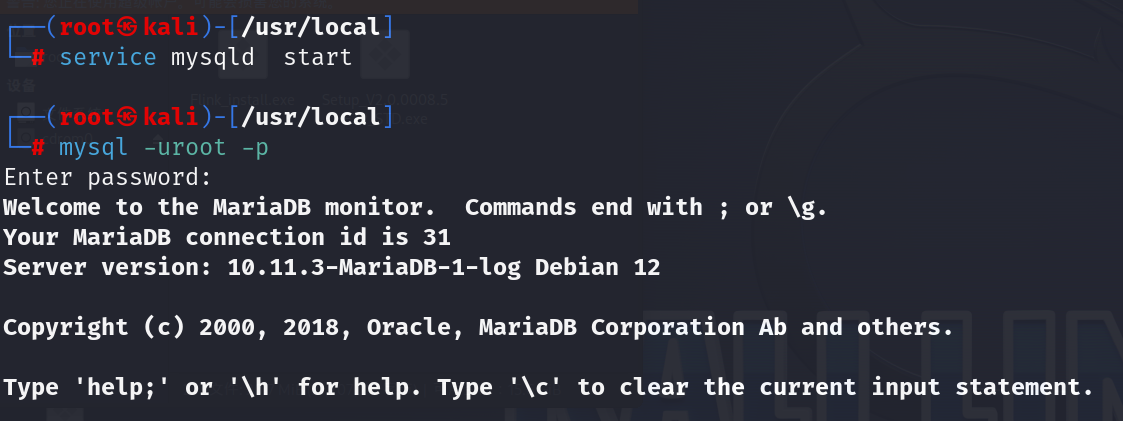 ┌──(root㉿kali)-[/usr/local]
└─# service mysqld  start
┌──(root㉿kali)-[/usr/local]
└─# mysql -uroot -p
Enter password:
Welcome to the MariaDB monitor.  Commands end with ; or \g.
Your MariaDB connection id is 31
Server version: 10.11.3-MariaDB-1-log Debian 12
Copyright (c) 2000, 2018, Oracle, MariaDB Corporation Ab and others.
Type 'help;' or '\h' for help. Type '\c' to clear the current input statement.